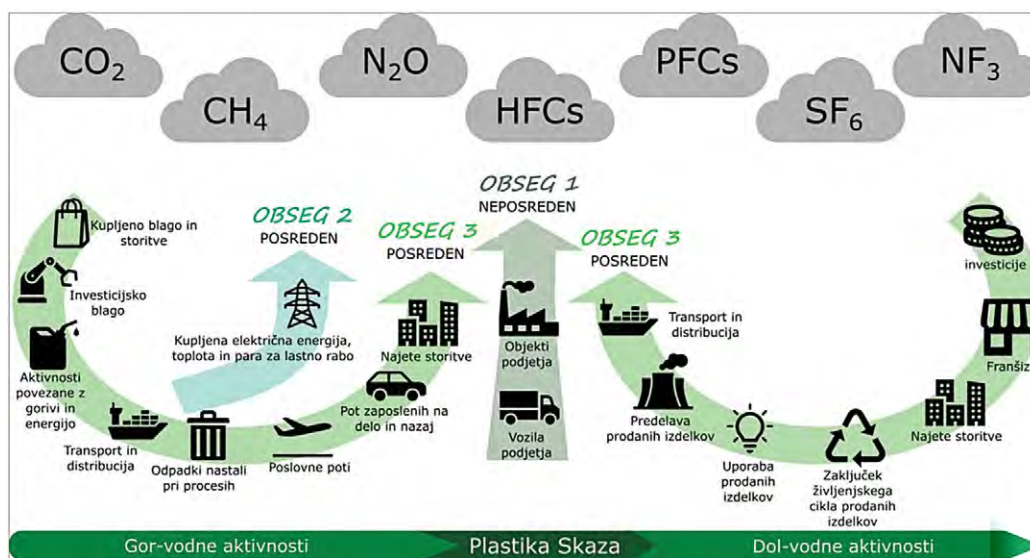 CO₂
CH₄
N₂O
HFCs
PFCs
SF₆
NF₃
OBSEG 1
NEPOSREDEN
OBSEG 2
POSREDEN
OBSEG 3
POSREDEN
OBSEG 3
POSREDEN
Kupljeno blago in
storitve
Investicijsko
blago
Aktivnosti
povezane z
gorivi in
energijo
Transport in
distribucija
Odpadki nastali
pri procesih
Poslovne poti
Pot zaposlenih na
delo in nazaj
Najete storitve
Kupljena električna energija,
toplota in para za lastno rabo
Objekti
podjetja
Vozila
podjetja
Transport in
distribucija
Predelava
prodanih izdelkov
Uporaba
prodanih
izdelkov
Zaključek
življenjskega
cikla prodanih
izdelkov
Najete storitve
Franšiz
investicije
Gor-vodne aktivnosti
Plastika Skaza
Dol-vodne aktivnosti